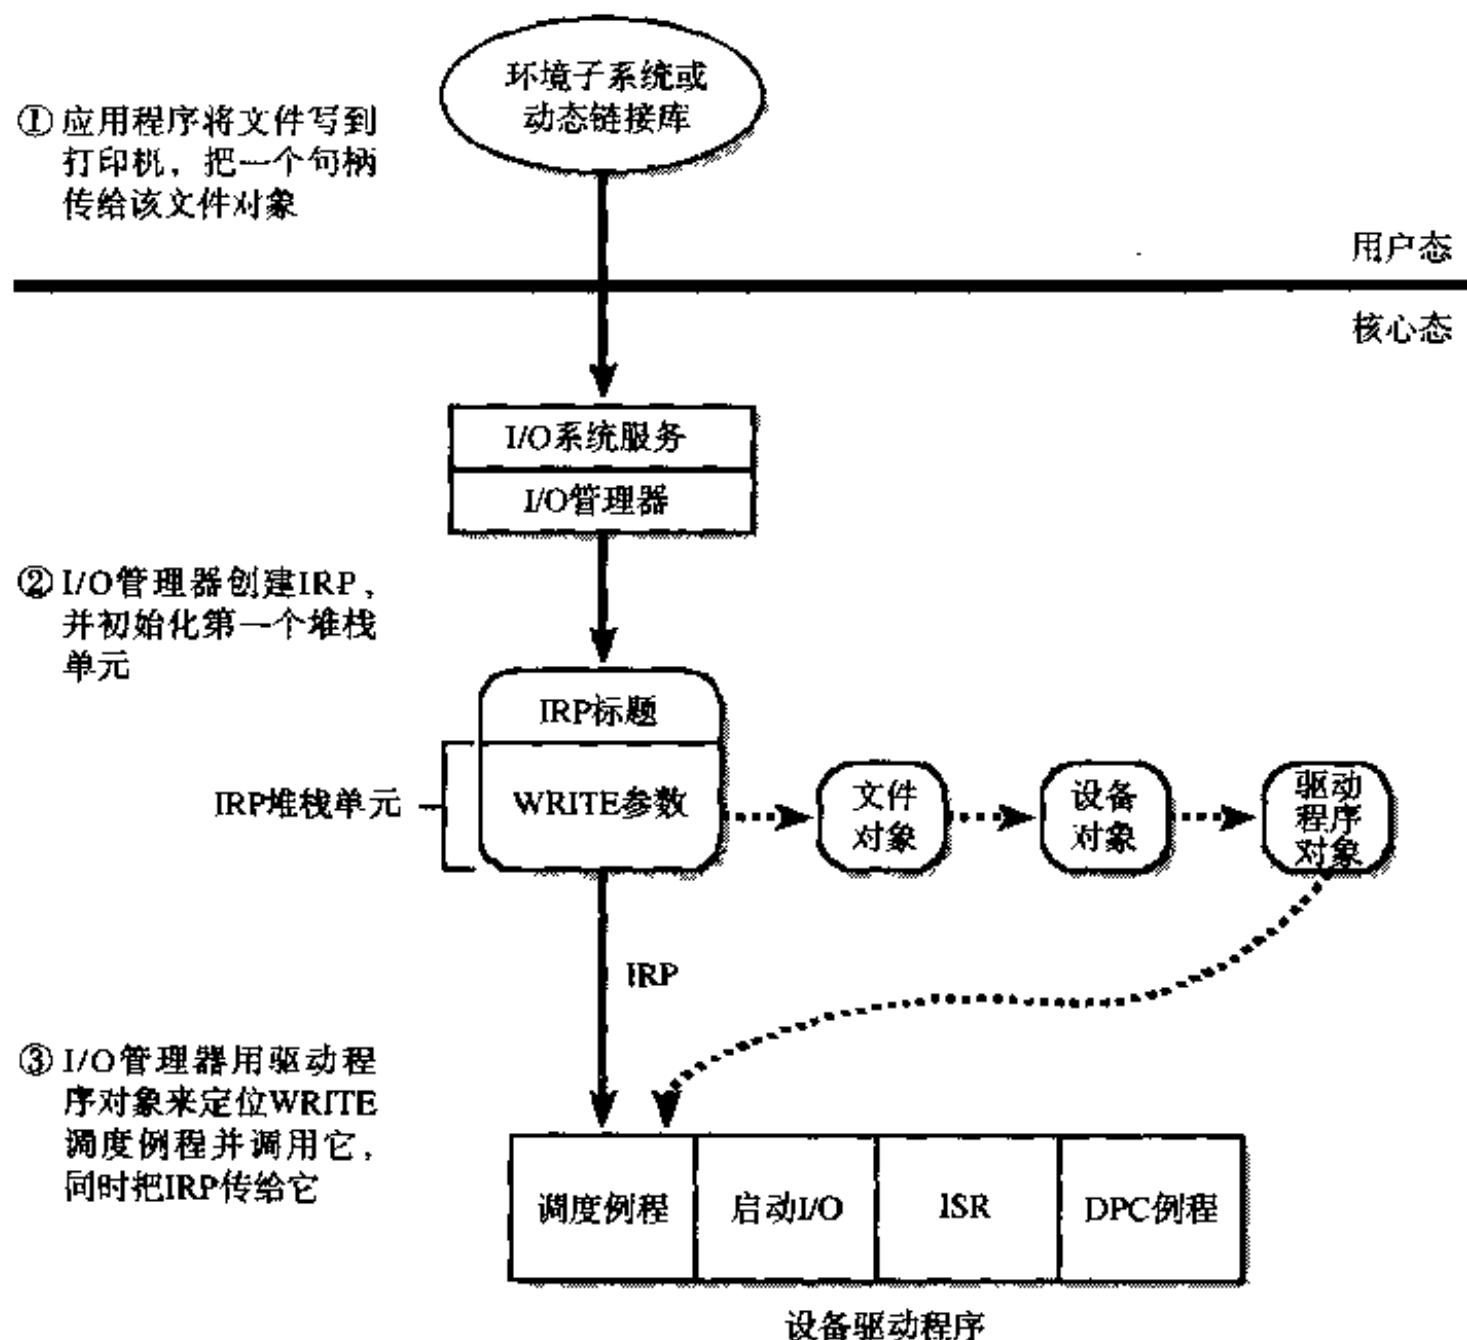 环境子系统或
动态链接库
① 应用程序将文件写到
打印机，把一个句柄
传给该文件对象
用户态
核心态
I/O系统服务
I/O管理器
② I/O管理器创建IRP，
并初始化第一个堆栈
单元
IRP标题
IRP堆栈单元
WRITE参数
文件
对象
设备
对象
驱动
程序
对象
IRP
③ I/O管理器用驱动程
序对象来定位WRITE
调度例程并调用它，
同时把IRP传给它
调度例程
启动I/O
ISR
DPC例程
设备驱动程序